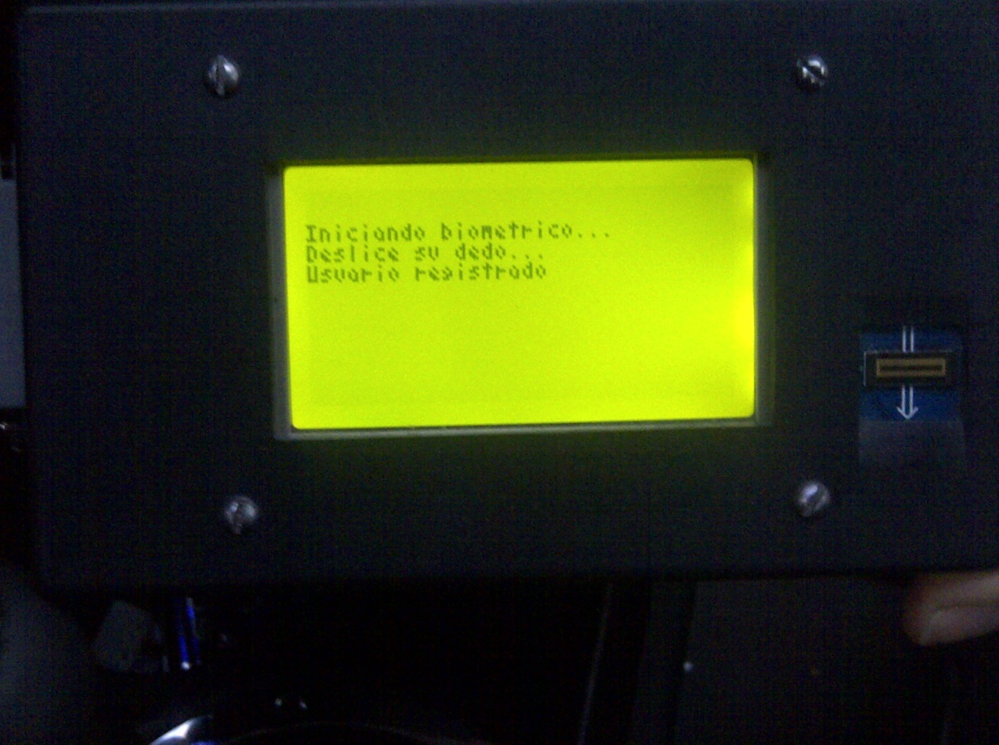 Iniciando biometrico...
Deslice su dedo...
Usuario registrado